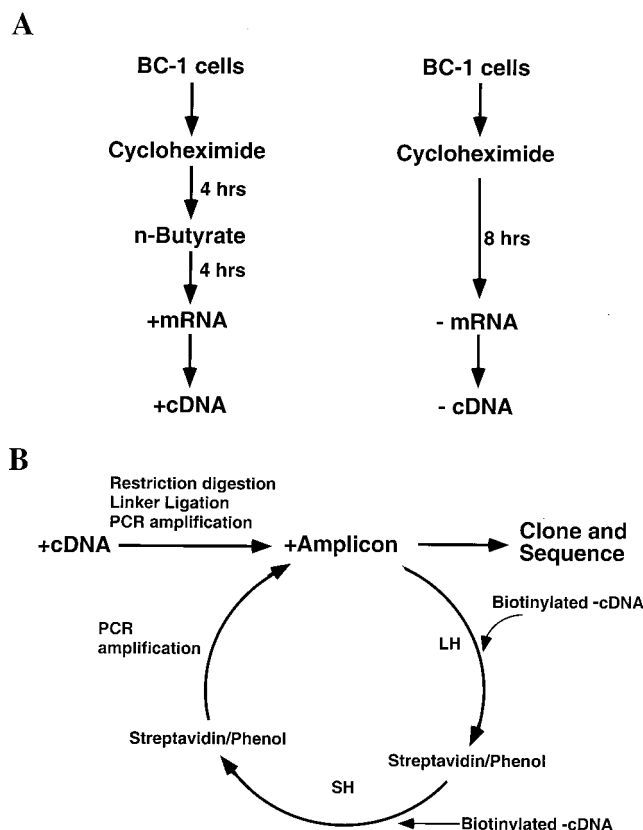 A
BC-1 cells
Cycloheximide
4 hrs
n-Butyrate
4 hrs
+mRNA
+cDNA
BC-1 cells
Cycloheximide
8 hrs
- mRNA
- cDNA
B
Restriction digestion
Linker Ligation
PCR amplification
+cDNA
+Amplicon
Clone and
Sequence
Biotinylated -cDNA
LH
Streptavidin/Phenol
Biotinylated -cDNA
SH
Streptavidin/Phenol
PCR
amplification